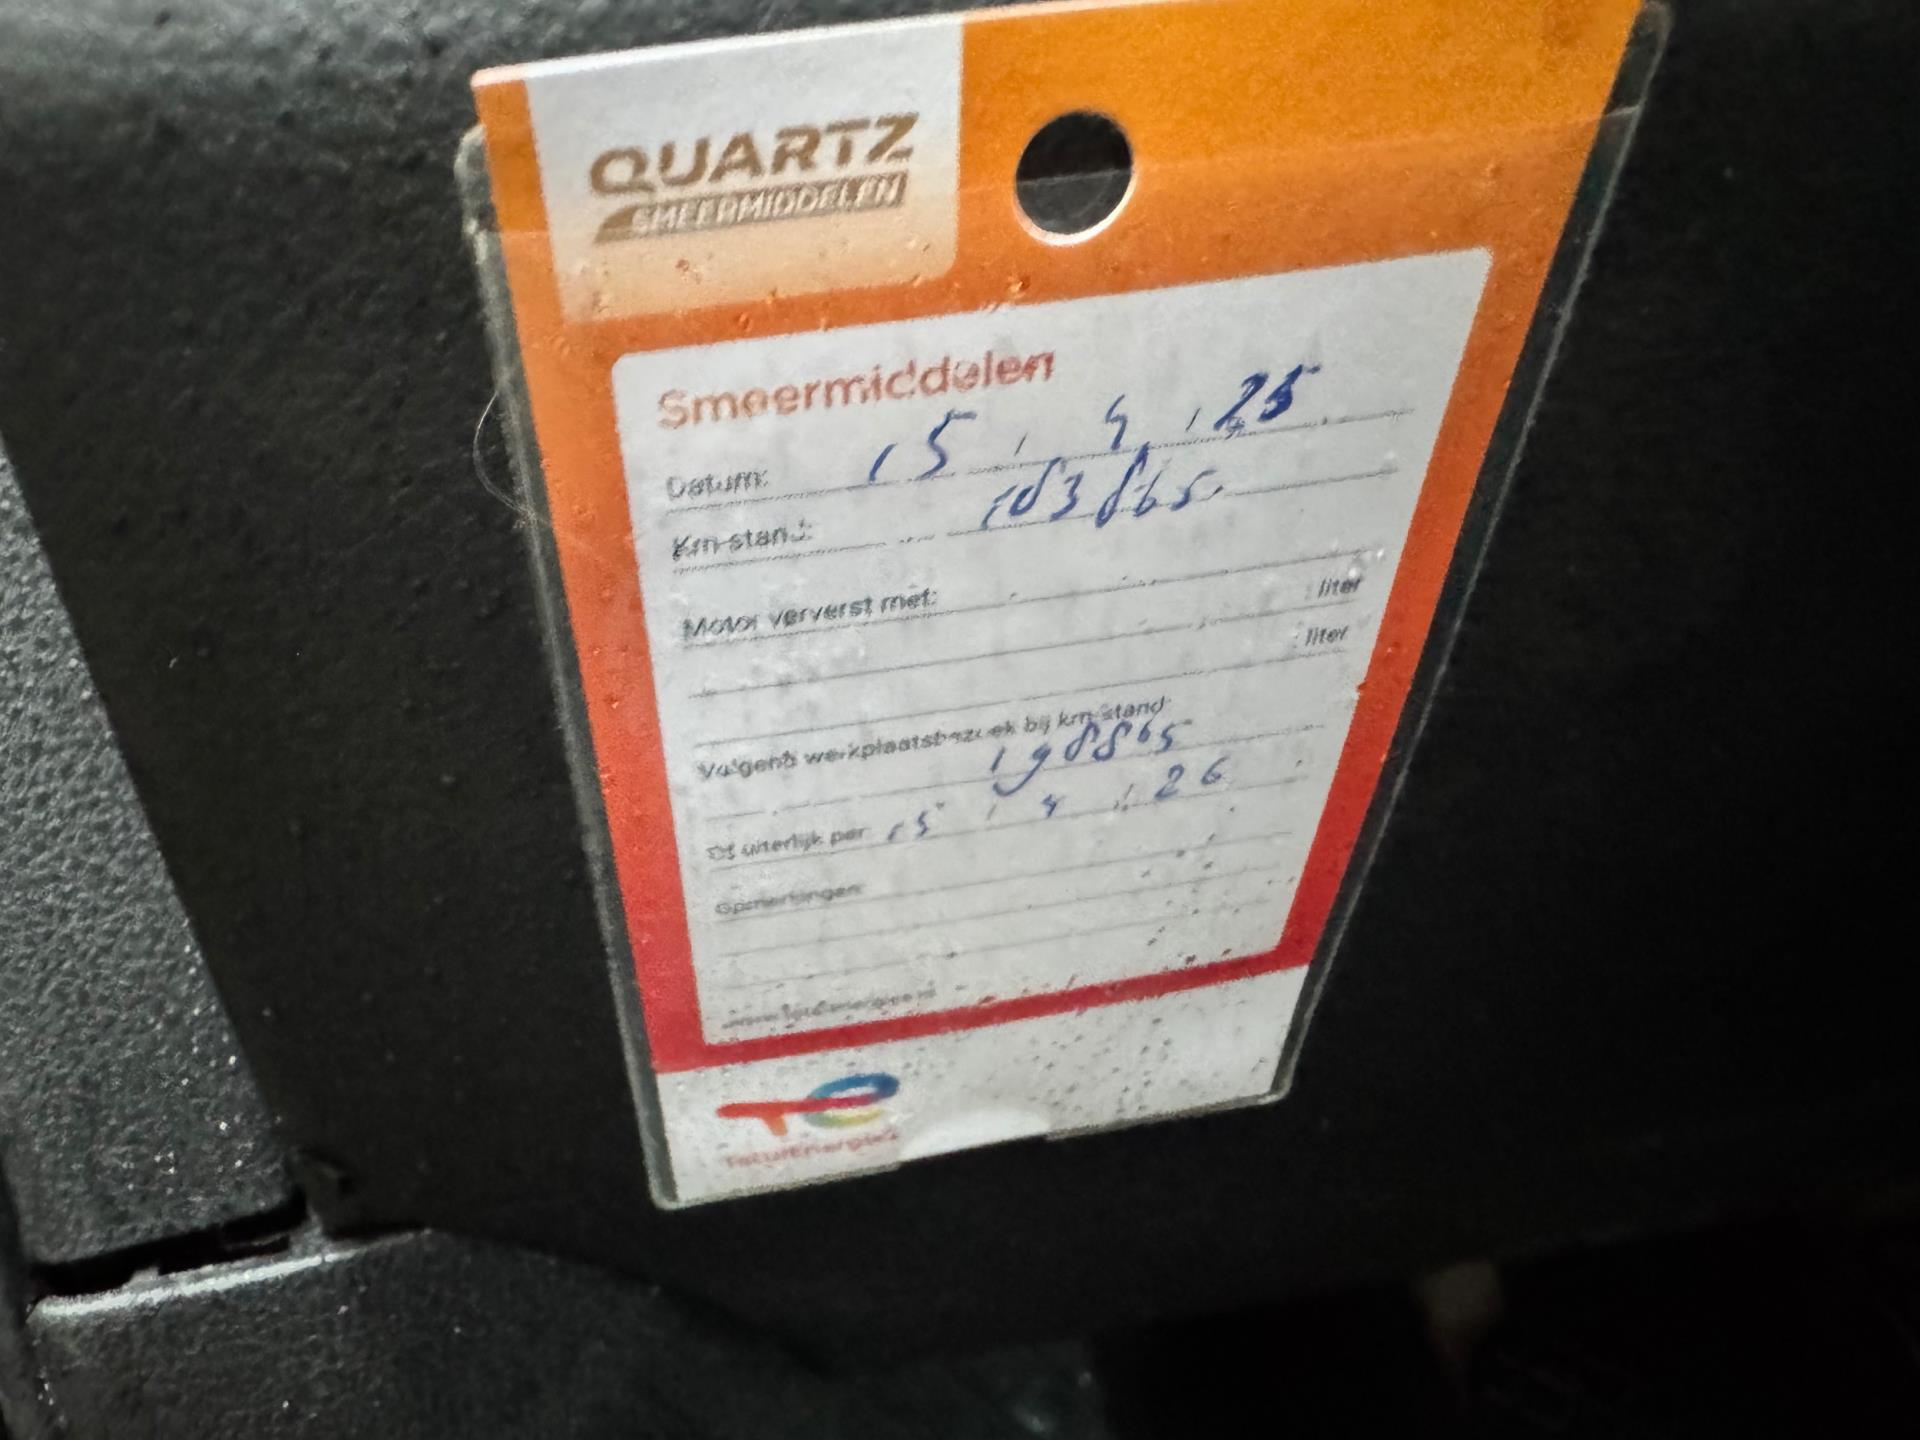 QUARTZ
SMEERMIDDELEN
Smeermiddelen
Datum: 15 , 4 , 25
Km-stand: 183865
Motor ververst met:
: liter
: liter
Volgend werkplaatsbezoek bij km-stand
198865
Of uiterlijk per 15 / 4 / 26
Opmerkingen:
TotalEnergies